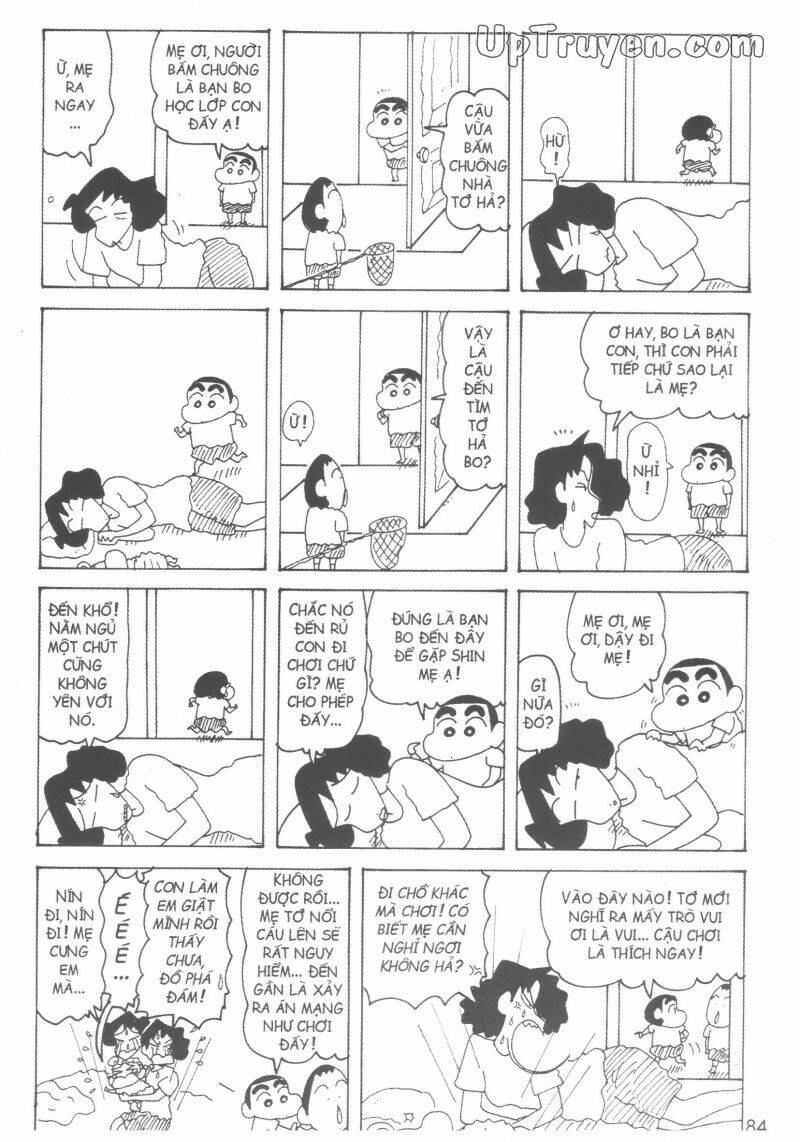 UpTruyen.com
HỪ
!
CẬU
VỪA
BẤM
CHUÔNG
NHÀ
TỚ HẢ?
MẸ ƠI, NGƯỜI
BẤM CHUÔNG
LÀ BẠN BO
HỌC LỚP CON
ĐẤY Ạ!
Ừ, MẸ
RA
NGAY
...
Ơ HAY, BO LÀ BẠN
CON, THÌ CON PHẢI
TIẾP CHỨ SAO LẠI
LÀ MẸ?
Ừ
NHỈ
!
VẬY
LÀ
CẬU
ĐẾN
TÌM
TỚ
HẢ
BO?
Ừ!
MẸ ƠI, MẸ
ƠI, DẬY ĐI
MẸ!
GÌ
NỮA
ĐÓ?
ĐÚNG LÀ BẠN
BO ĐẾN ĐÂY
ĐỂ GẶP SHIN
MẸ Ạ!
CHẮC NÓ
ĐẾN RỦ
CON ĐI
CHƠI CHỨ
GÌ? MẸ
CHO PHÉP
ĐẤY...
ĐẾN KHỔ!
NẰM NGỦ
MỘT CHÚT
CŨNG
KHÔNG
YÊN VỚI
NÓ.
VÀO ĐÂY NÀO! TỚ MỚI
NGHĨ RA MẤY TRÒ VUI
ƠI LÀ VUI... CẬU CHƠI
LÀ THÍCH NGAY!
ĐI CHỖ KHÁC
MÀ CHƠI! CÓ
BIẾT MẸ CẦN
NGHỈ NGƠI
KHÔNG HẢ?
KHÔNG
ĐƯỢC RỒI...
MẸ TỚ NỔI
CÁU LÊN SẼ
RẤT NGUY
HIỂM... ĐẾN
GẦN LÀ XẢY
RA ÁN MẠNG
NHƯ CHƠI
ĐẤY!
CON LÀM
EM GIẬT
MÌNH RỒI
THẤY
CHƯA,
ĐỒ PHÁ
ĐÁM!
É
É
É
...
NÍN
ĐI, NÍN
ĐI! MẸ
CƯNG
EM
MÀ...
84